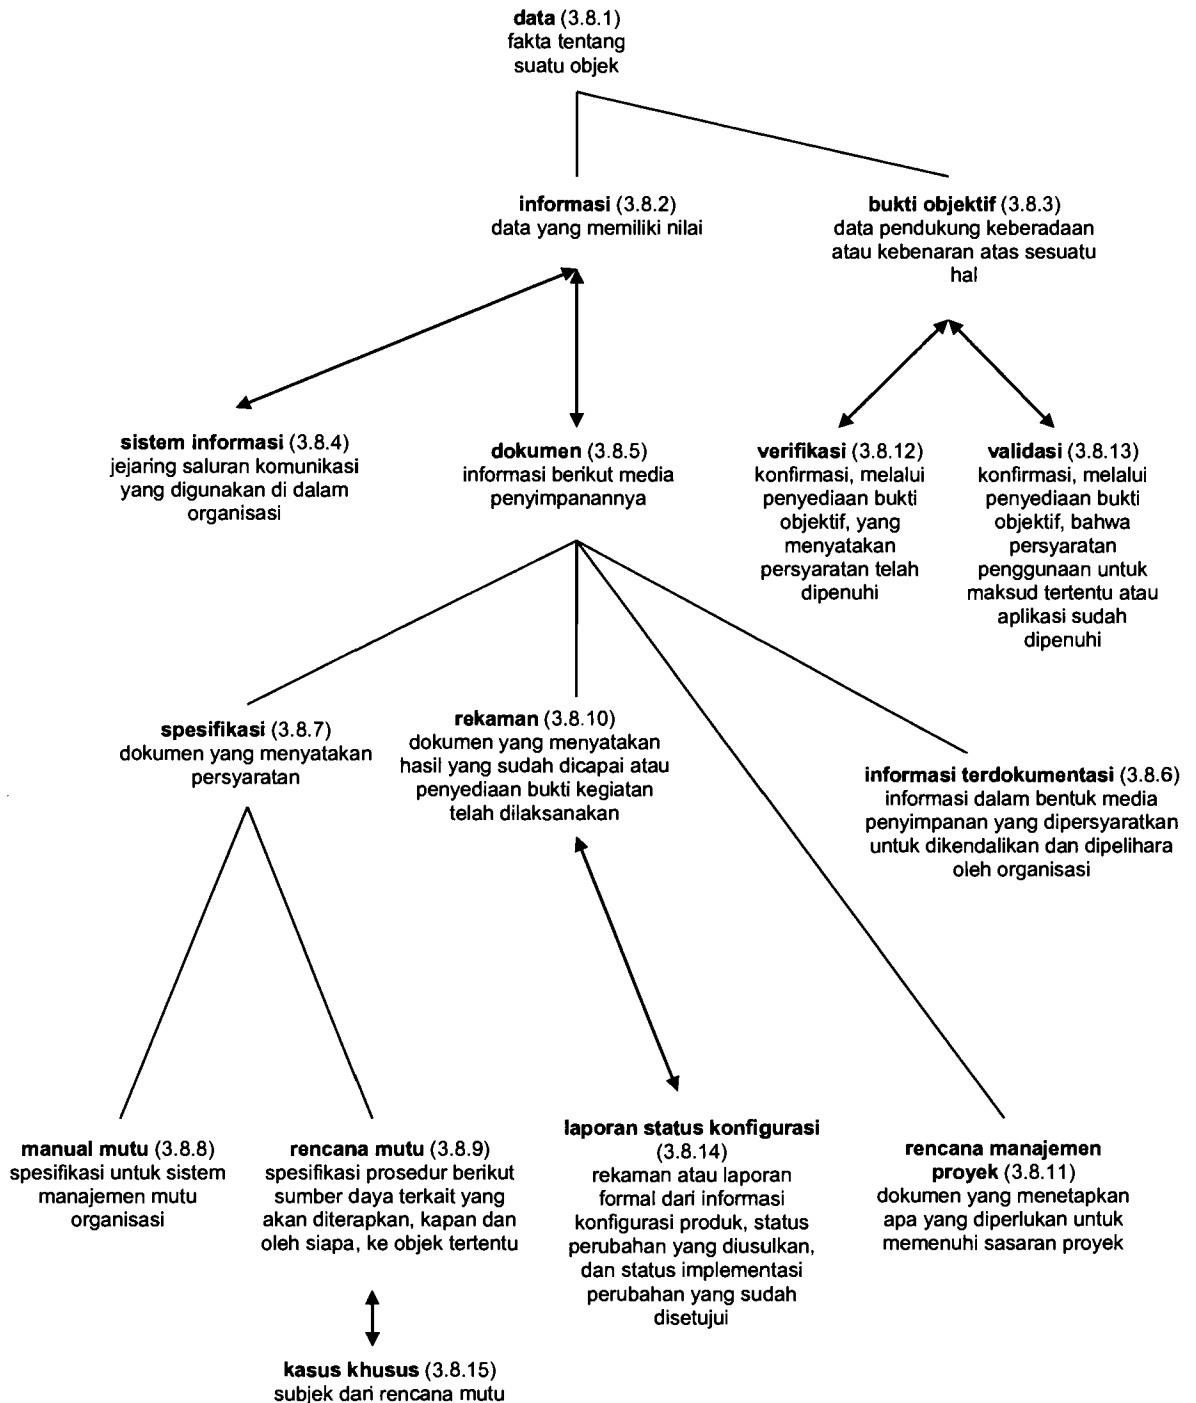 data (3.8.1)
fakta tentang
suatu objek
informasi (3.8.2)
data yang memiliki nilai
bukti objektif (3.8.3)
data pendukung keberadaan
atau kebenaran atas sesuatu
hal
sistem informasi (3.8.4)
jejaring saluran komunikasi
yang digunakan di dalam
organisasi
dokumen (3.8.5)
informasi berikut media
penyimpanannya
verifikasi (3.8.12)
konfirmasi, melalui
penyediaan bukti
objektif, yang
menyatakan
persyaratan telah
dipenuhi
validasi (3.8.13)
konfirmasi, melalui
penyediaan bukti
objektif, bahwa
persyaratan
penggunaan untuk
maksud tertentu atau
aplikasi sudah
dipenuhi
spesifikasi (3.8.7)
dokumen yang menyatakan
persyaratan
rekaman (3.8.10)
dokumen yang menyatakan
hasil yang sudah dicapai atau
penyediaan bukti kegiatan
telah dilaksanakan
informasi terdokumentasi (3.8.6)
informasi dalam bentuk media
penyimpanan yang dipersyaratkan
untuk dikendalikan dan dipelihara
oleh organisasi
manual mutu (3.8.8)
spesifikasi untuk sistem
manajemen mutu
organisasi
rencana mutu (3.8.9)
spesifikasi prosedur berikut
sumber daya terkait yang
akan diterapkan, kapan dan
oleh siapa, ke objek tertentu
laporan status konfigurasi
(3.8.14)
rekaman atau laporan
formal dari informasi
konfigurasi produk, status
perubahan yang diusulkan,
dan status implementasi
perubahan yang sudah
disetujui
rencana manajemen
proyek (3.8.11)
dokumen yang menetapkan
apa yang diperlukan untuk
memenuhi sasaran proyek
kasus khusus (3.8.15)
subjek dari rencana mutu